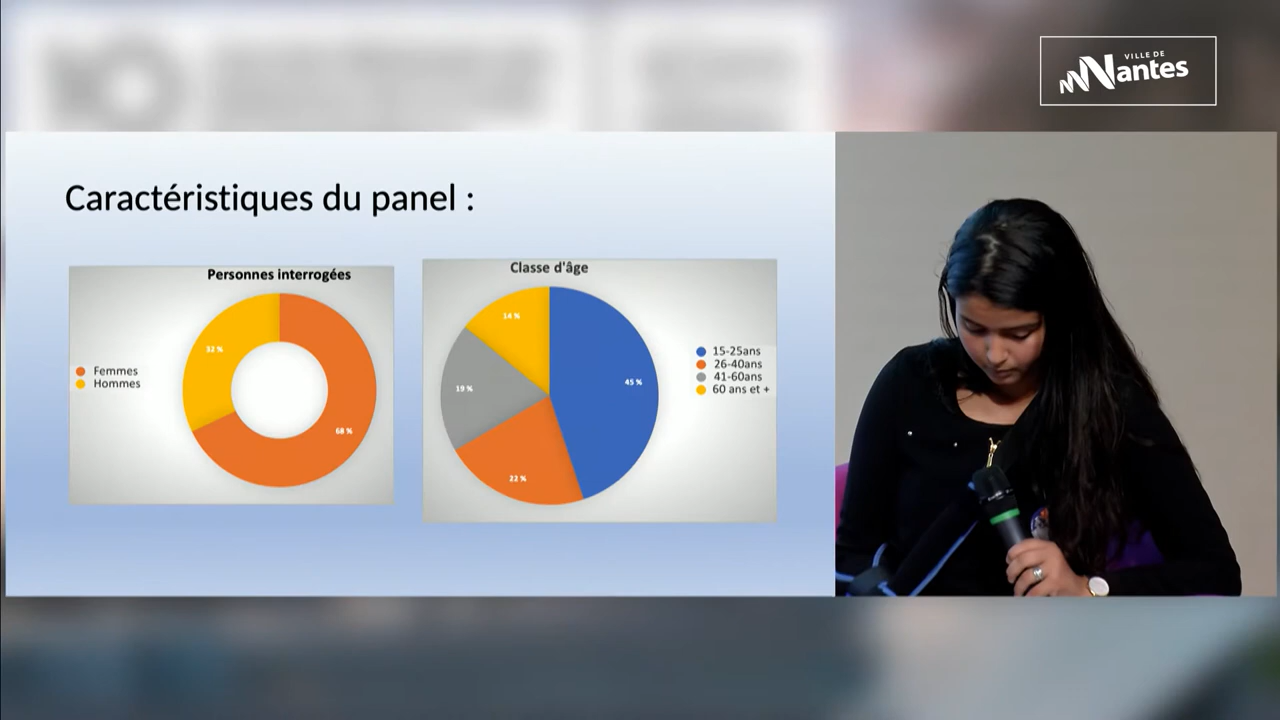 VILLE DE
Nantes
Caractéristiques du panel :
Personnes interrogées
32 %
68 %
Femmes
Hommes
Classe d'âge
14 %
19 %
45 %
22 %
15-25ans
26-40ans
41-60ans
60 ans et +